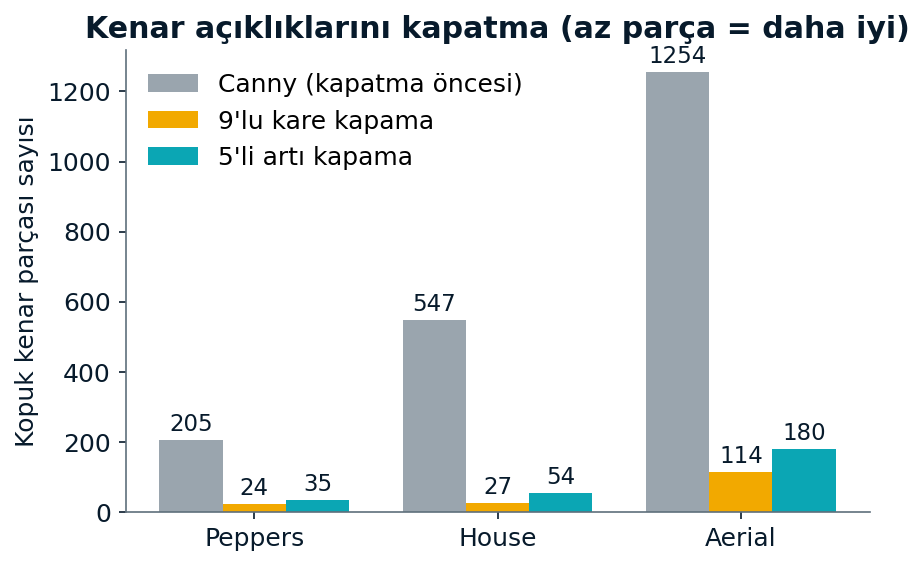 Kenar açıklıklarını kapatma (az parça = daha iyi)
Kopuk kenar parçası sayısı
1200
1000
800
600
400
200
0
Canny (kapatma öncesi)
9'lu kare kapama
5'li artı kapama
205
24
35
547
27
54
1254
114
180
Peppers
House
Aerial